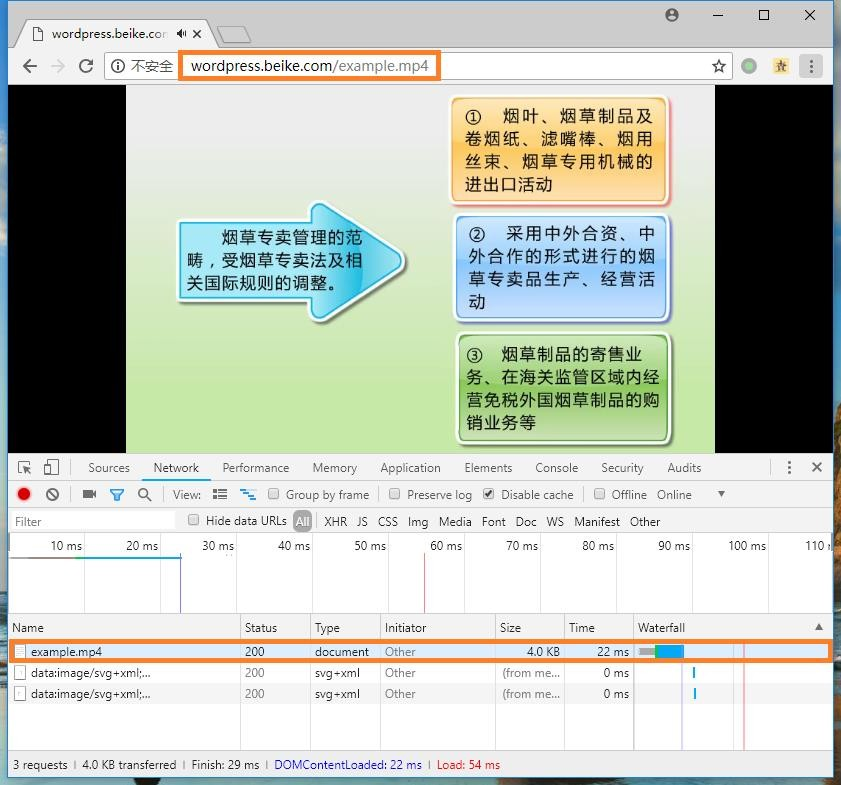 wordpress.beike.com
不安全
wordpress.beike.com/example.mp4
烟草专卖管理的范
畴，受烟草专卖法及相
关国际规则的调整。
① 烟叶、烟草制品及
卷烟纸、滤嘴棒、烟用
丝束、烟草专用机械的
进出口活动
② 采用中外合资、中
外合作的形式进行的烟
草专卖品生产、经营活
动
③ 烟草制品的寄售业
务、在海关监管区域内经
营免税外国烟草制品的购
销业务等
Sources Network Performance Memory Application Elements Console Security Audits
View: Group by frame Preserve log Disable cache Offline Online
Filter Hide data URLs All XHR JS CSS Img Media Font Doc WS Manifest Other
10 ms 20 ms 30 ms 40 ms 50 ms 60 ms 70 ms 80 ms 90 ms 100 ms 110
Name Status Type Initiator Size Time Waterfall
example.mp4 200 document Other 4.0 KB 22 ms
data:image/svg+xml;... 200 svg+xml Other (from me... 0 ms
data:image/svg+xml;... 200 svg+xml Other (from me... 0 ms
3 requests | 4.0 KB transferred | Finish: 29 ms | DOMContentLoaded: 22 ms | Load: 54 ms